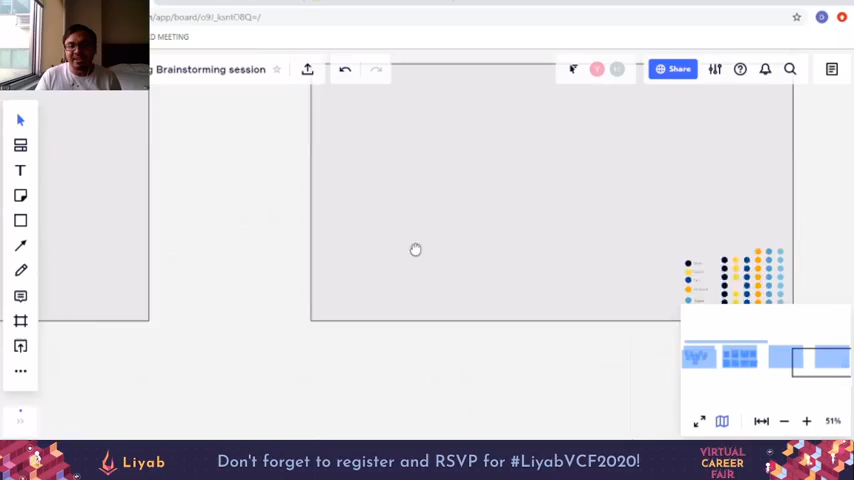 /app/board/o9J_ksnt08Q=/
D MEETING
g Brainstorming session
Share
T
51%
Liyab
Don't forget to register and RSVP for #LiyabVCF2020!
VIRTUAL
CAREER
FAIR